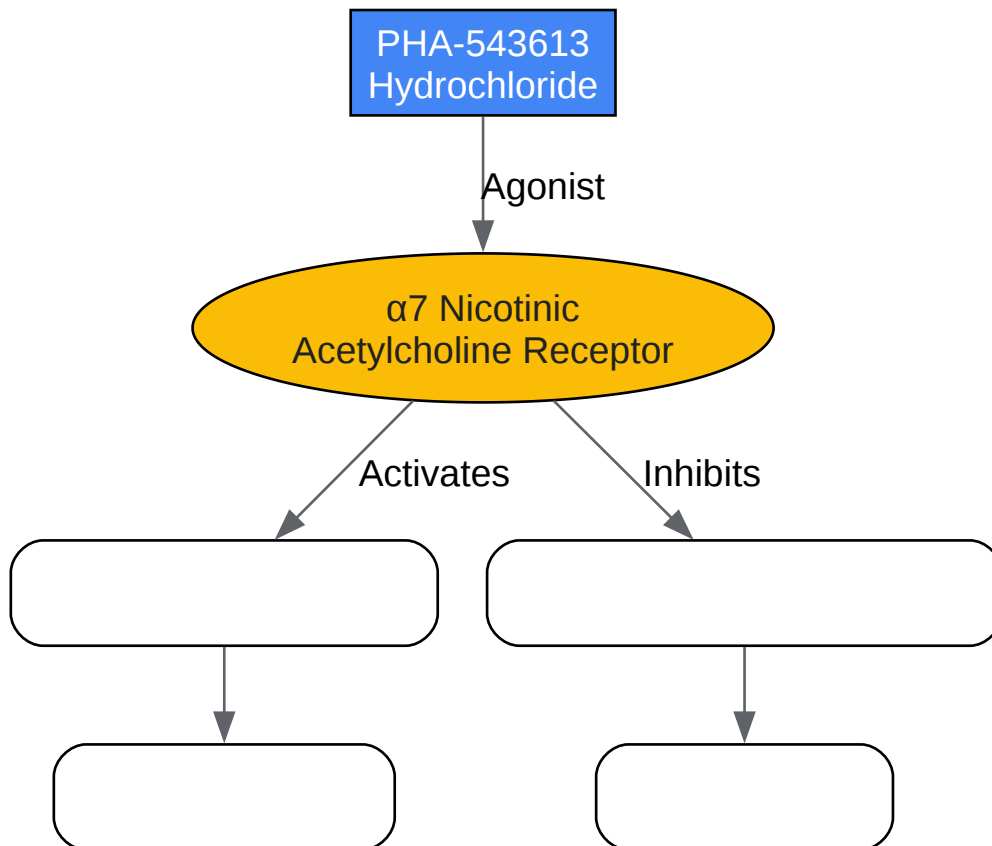 PHA-543613
Hydrochloride
Agonist
α7 Nicotinic
Acetylcholine Receptor
Activates
Inhibits